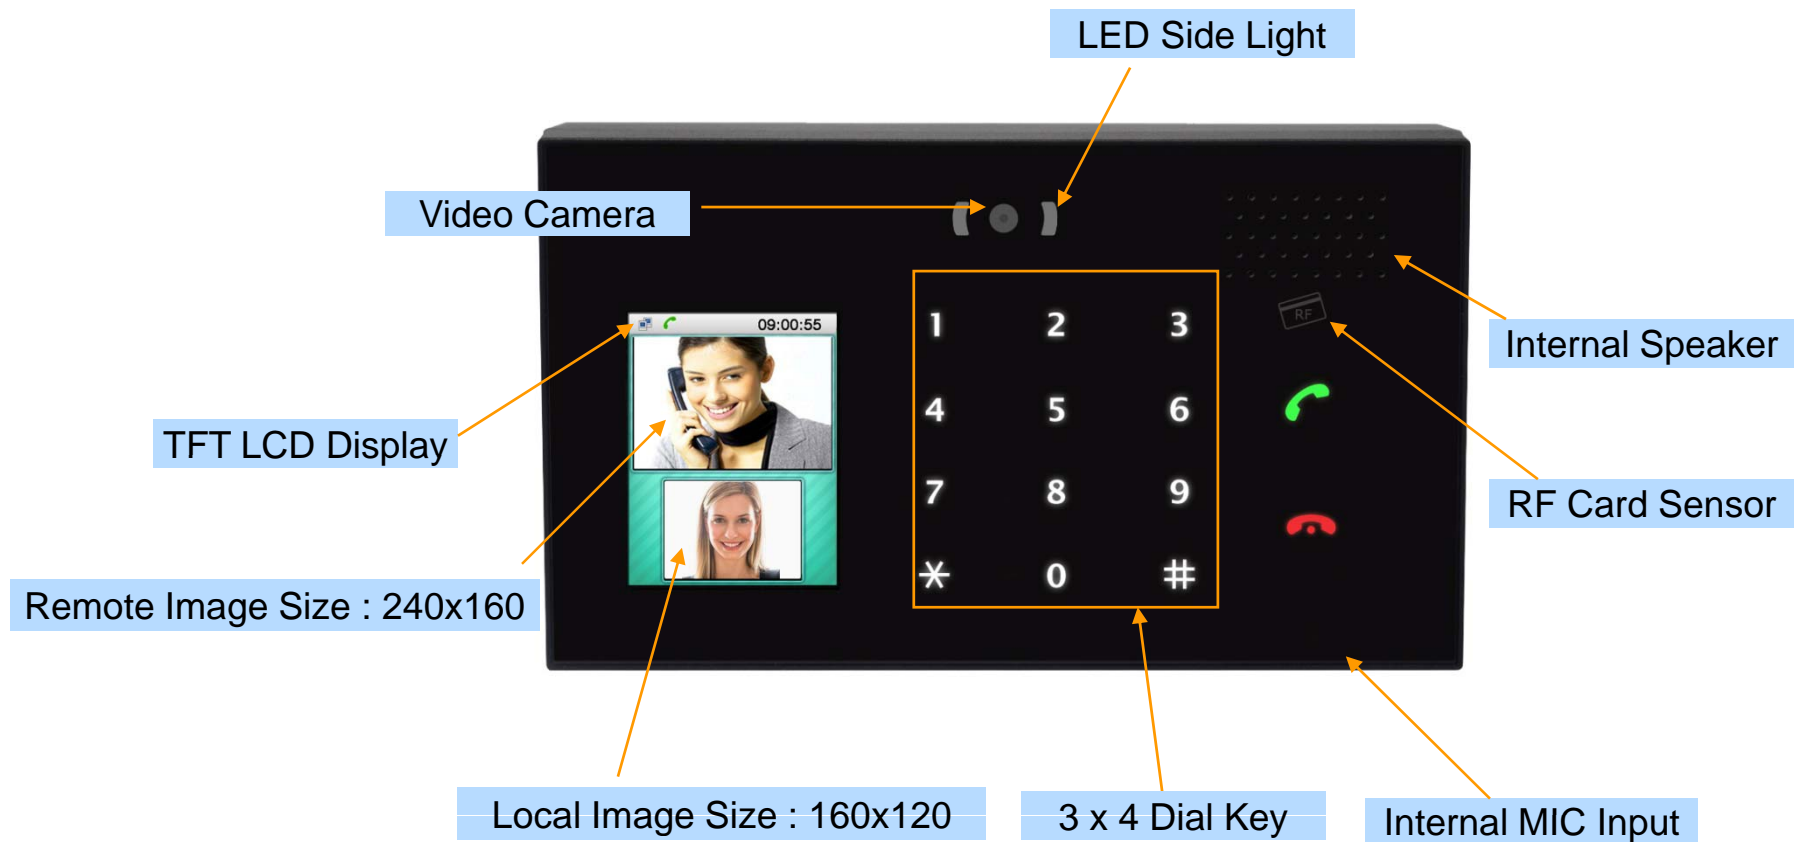 LED Side Light
Video Camera
09:00:55
1 2 3
RF
Internal Speaker
4 5 6
TFT LCD Display
7 8 9
RF Card Sensor
* 0 #
Remote Image Size : 240x160
Local Image Size : 160x120
3 x 4 Dial Key
Internal MIC Input